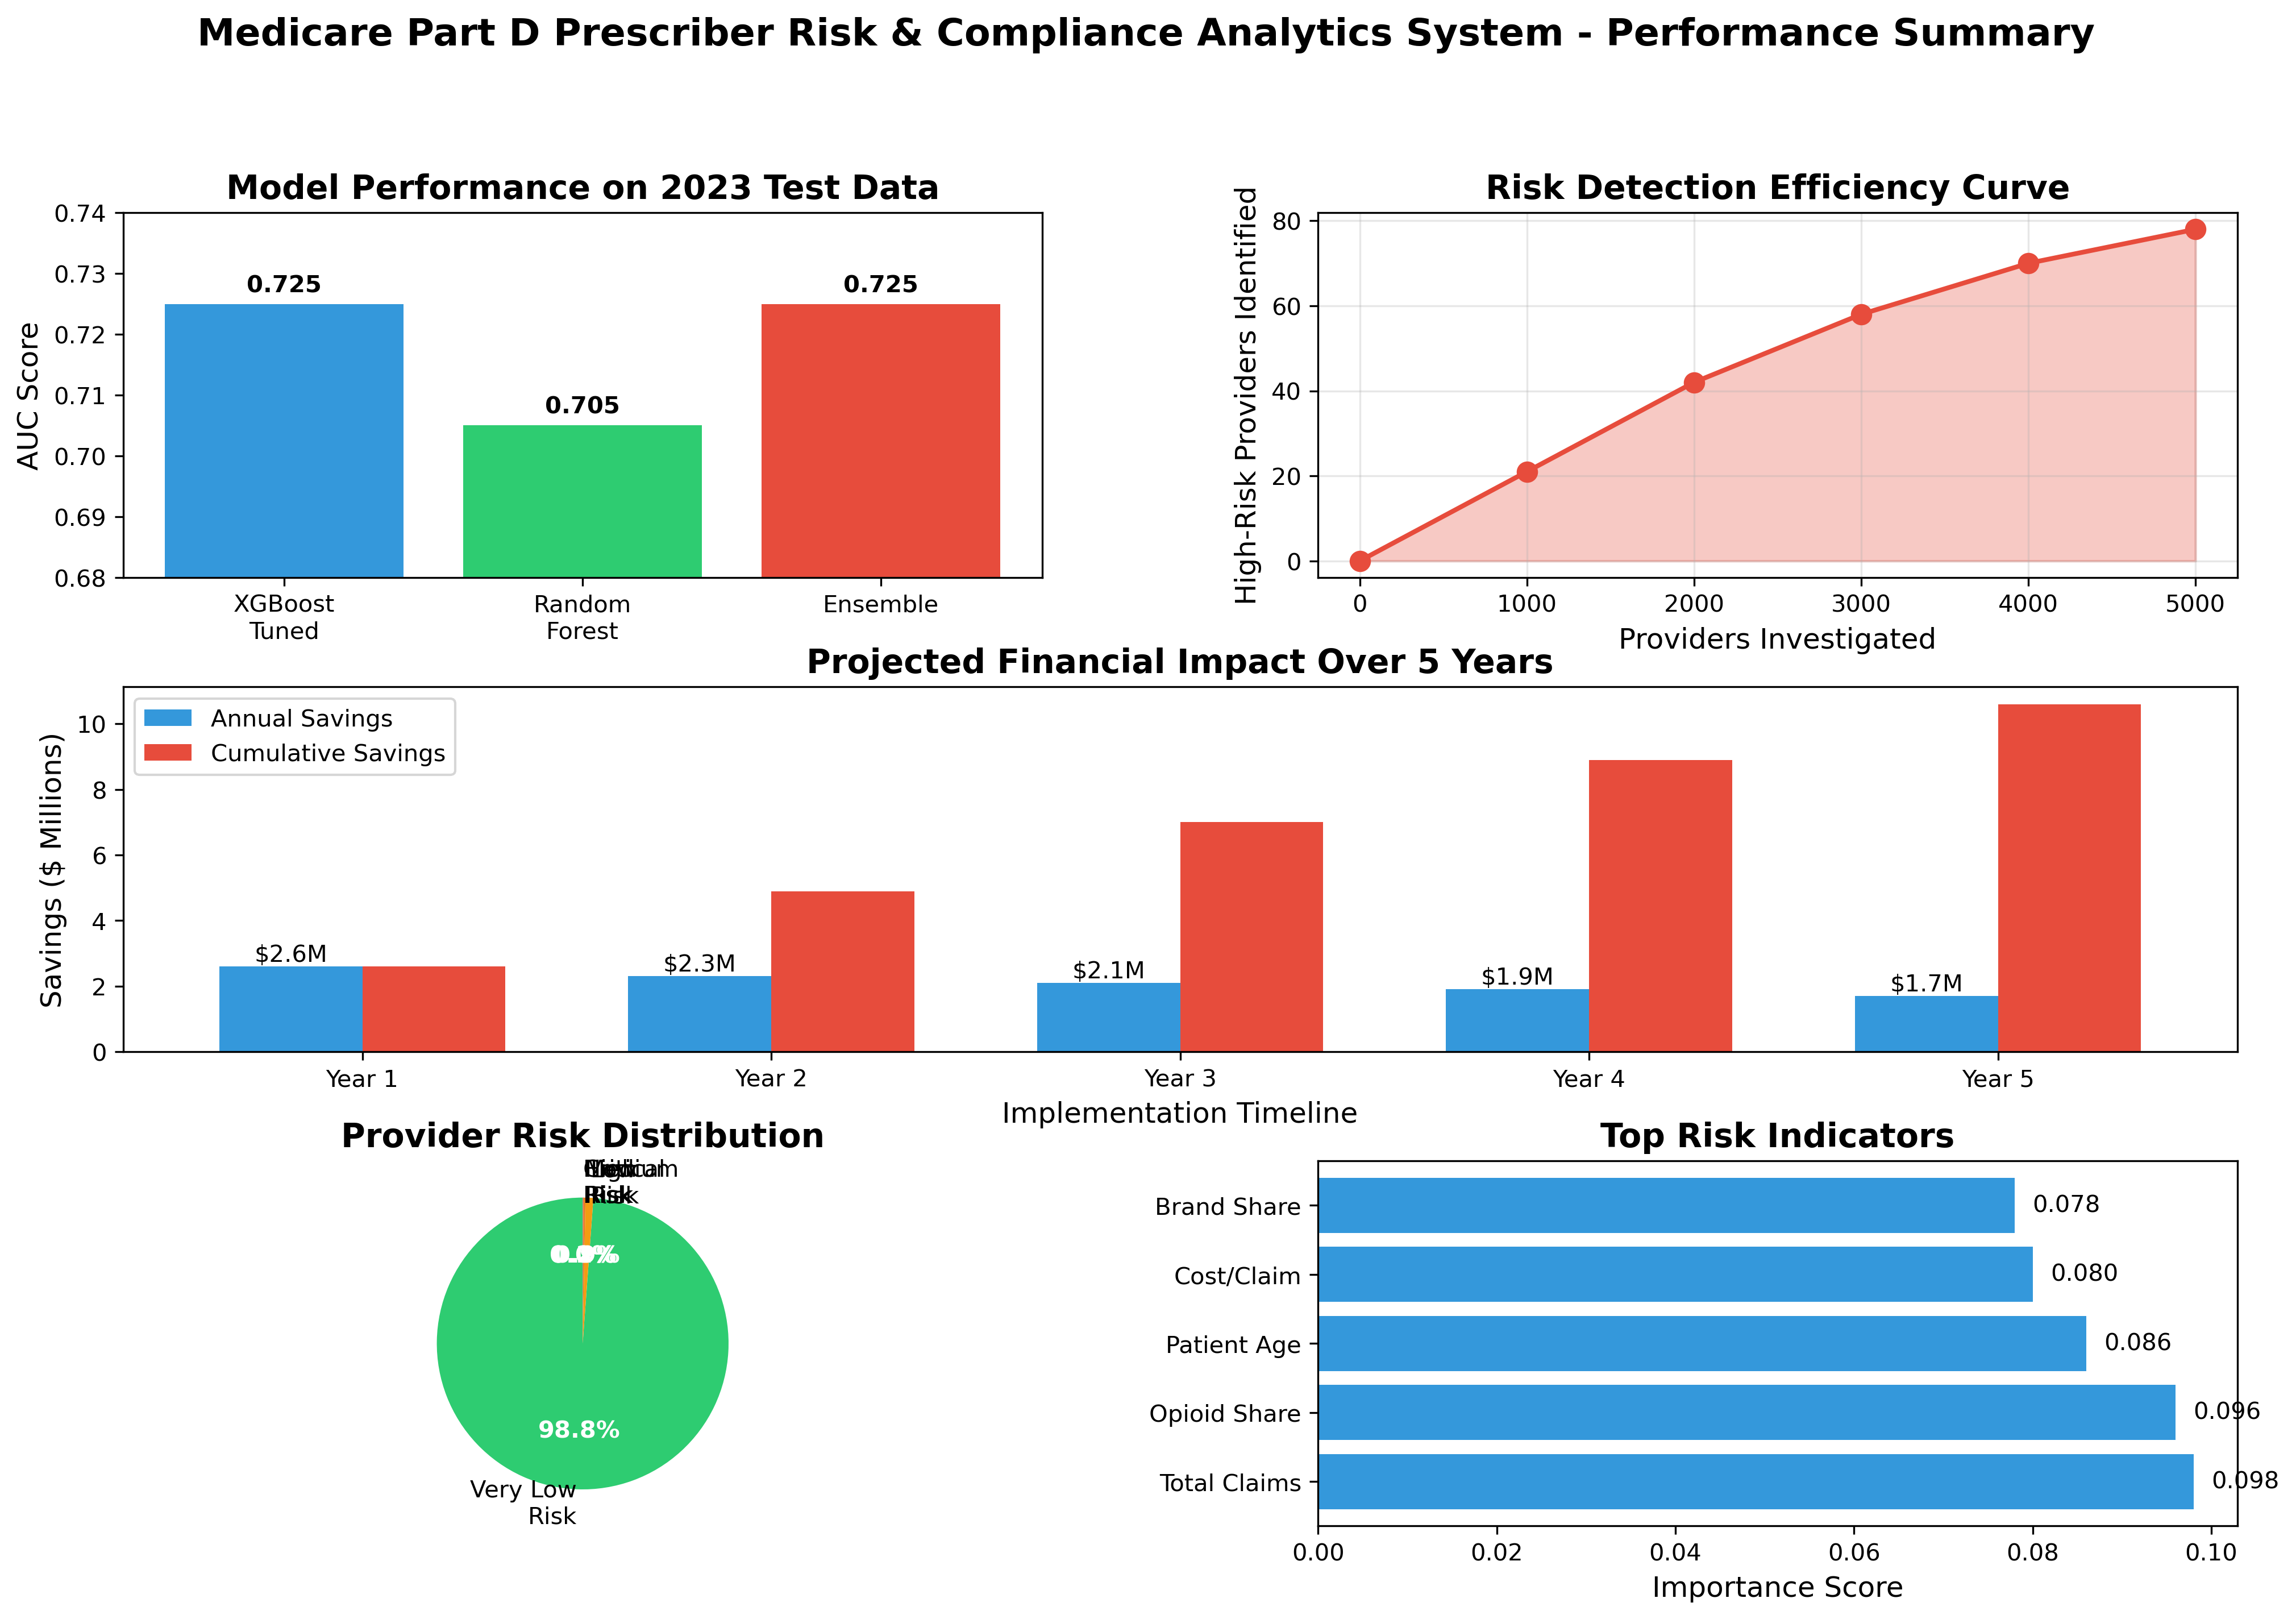 Medicare Part D Prescriber Risk & Compliance Analytics System - Performance Summary
Model Performance on 2023 Test Data
AUC Score
0.74
0.73
0.72
0.71
0.70
0.69
0.68
0.725
0.705
0.725
XGBoost
Tuned
Random
Forest
Ensemble
Risk Detection Efficiency Curve
High-Risk Providers Identified
80
60
40
20
0
0
1000
2000
3000
4000
5000
Providers Investigated
Projected Financial Impact Over 5 Years
Savings ($ Millions)
10
8
6
4
2
0
Annual Savings
Cumulative Savings
$2.6M
$2.3M
$2.1M
$1.9M
$1.7M
Year 1
Year 2
Year 3
Year 4
Year 5
Implementation Timeline
Provider Risk Distribution
98.8%
Very Low
Risk
Top Risk Indicators
Brand Share
0.078
Cost/Claim
0.080
Patient Age
0.086
Opioid Share
0.096
Total Claims
0.098
0.00
0.02
0.04
0.06
0.08
0.10
Importance Score